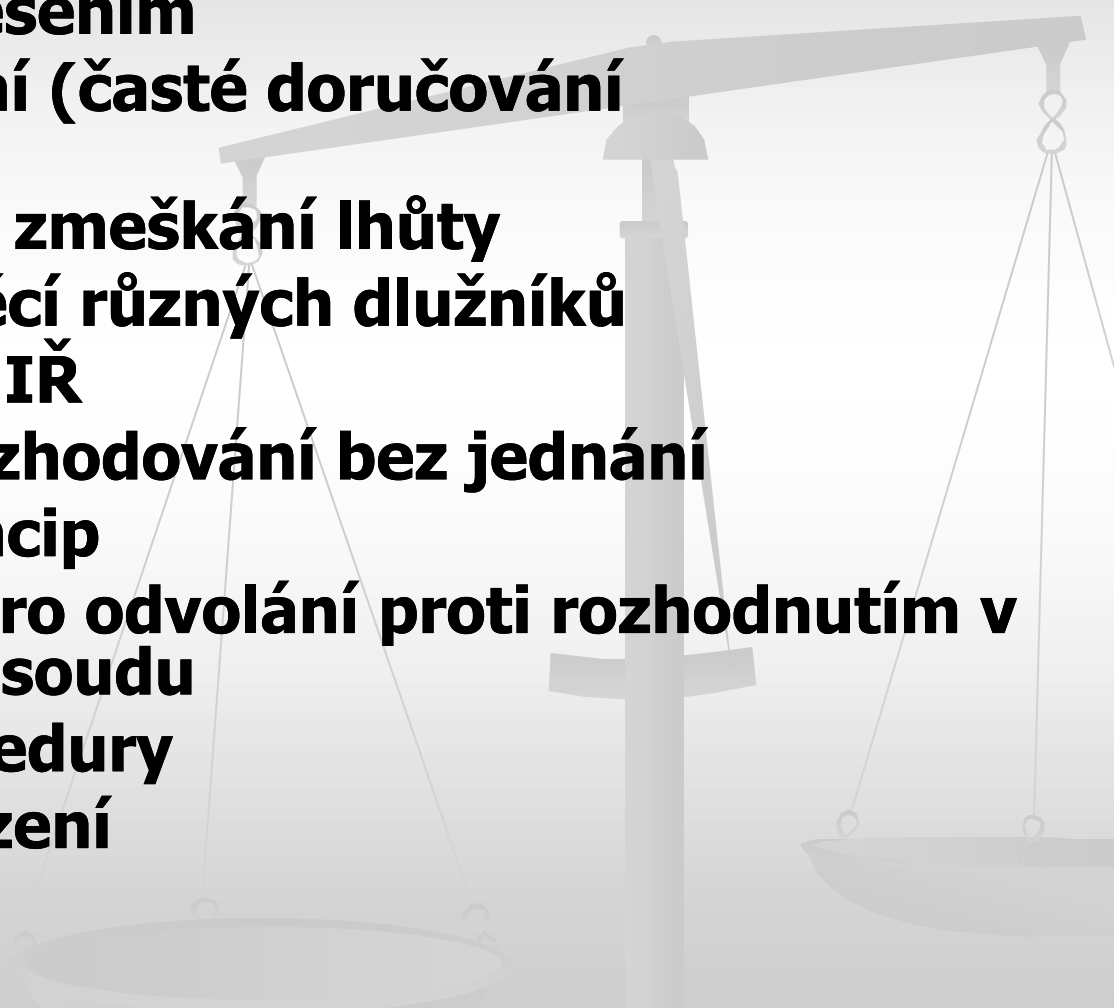 esením
ní (časté doručování
zmeškání lhůty
ěcí různých dlužníků
IŘ
zhodování bez jednání
ncip
ro odvolání proti rozhodnutím v
soudu
edury
zení